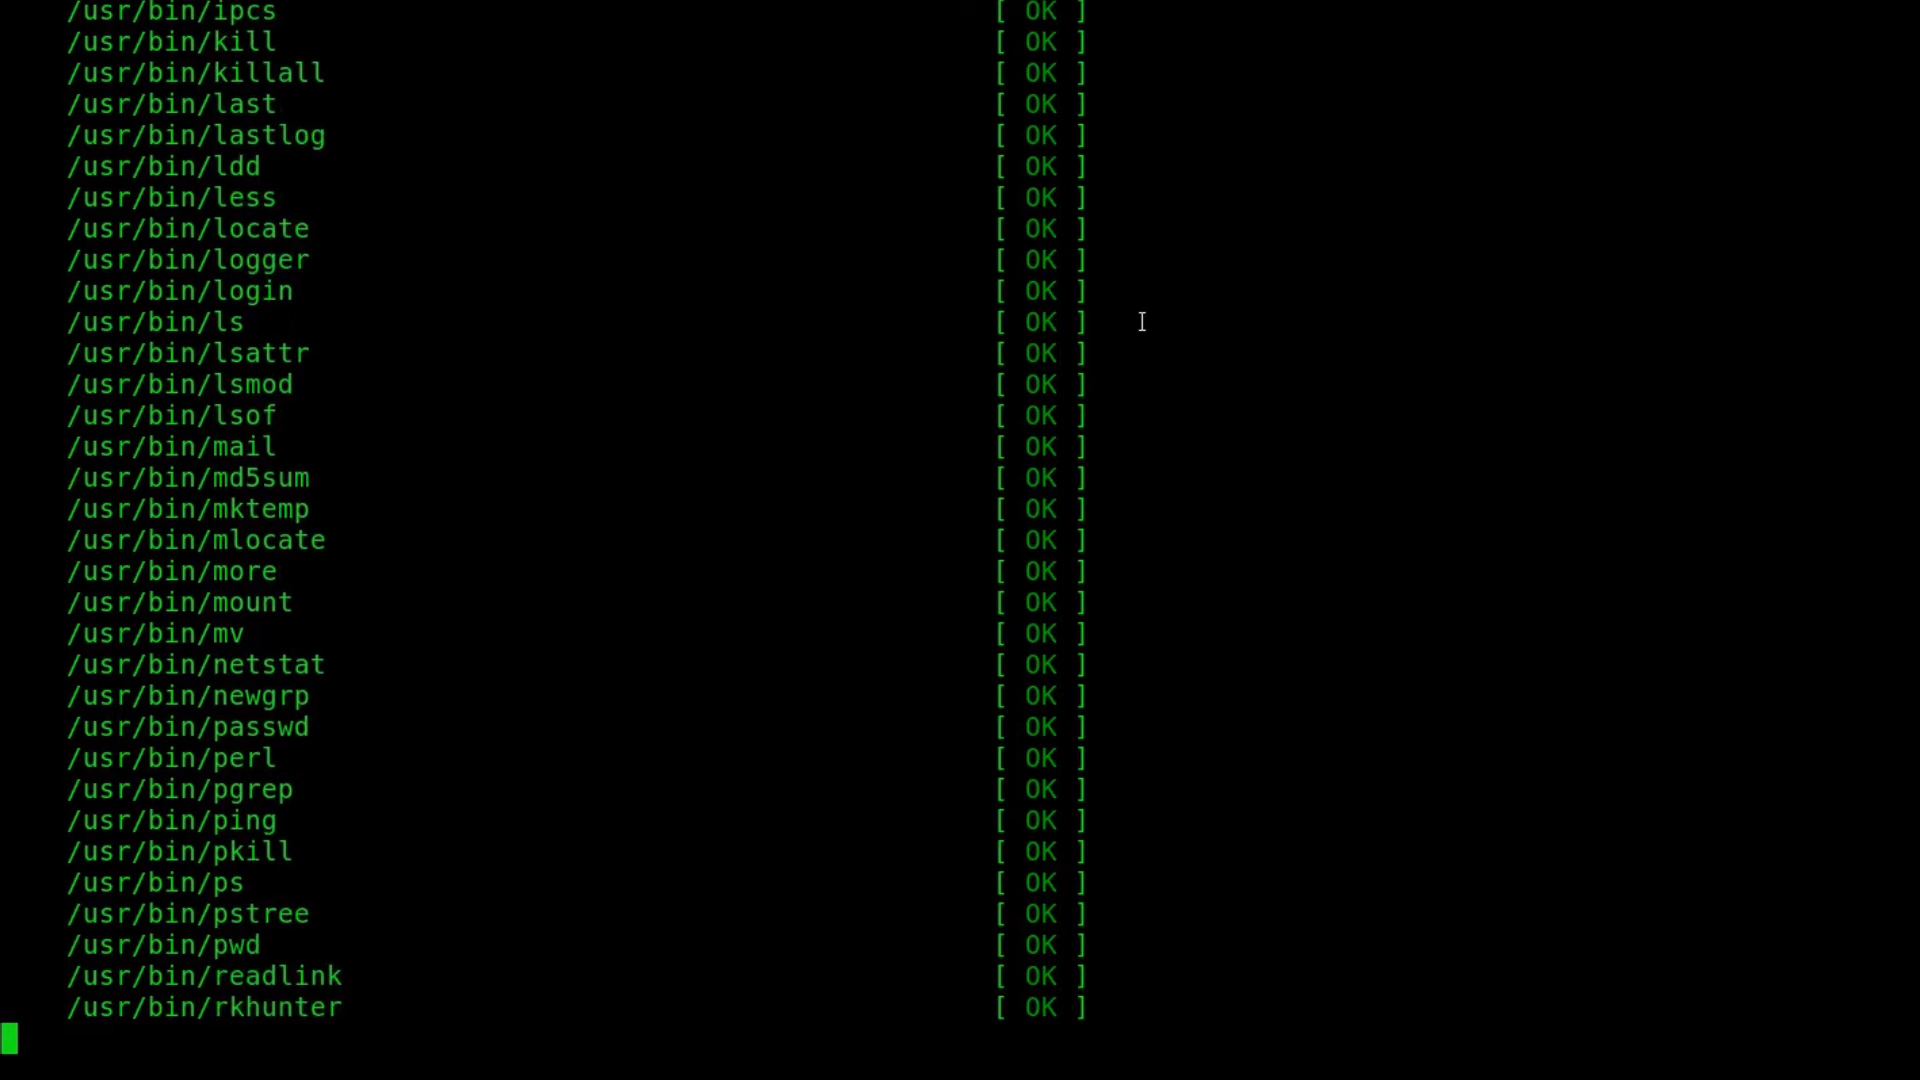 /usr/bin/ipcs [ OK ]
/usr/bin/kill [ OK ]
/usr/bin/killall [ OK ]
/usr/bin/last [ OK ]
/usr/bin/lastlog [ OK ]
/usr/bin/ldd [ OK ]
/usr/bin/less [ OK ]
/usr/bin/locate [ OK ]
/usr/bin/logger [ OK ]
/usr/bin/login [ OK ]
/usr/bin/ls [ OK ]
/usr/bin/lsattr [ OK ]
/usr/bin/lsmod [ OK ]
/usr/bin/lsof [ OK ]
/usr/bin/mail [ OK ]
/usr/bin/md5sum [ OK ]
/usr/bin/mktemp [ OK ]
/usr/bin/mlocate [ OK ]
/usr/bin/more [ OK ]
/usr/bin/mount [ OK ]
/usr/bin/mv [ OK ]
/usr/bin/netstat [ OK ]
/usr/bin/newgrp [ OK ]
/usr/bin/passwd [ OK ]
/usr/bin/perl [ OK ]
/usr/bin/pgrep [ OK ]
/usr/bin/ping [ OK ]
/usr/bin/pkill [ OK ]
/usr/bin/ps [ OK ]
/usr/bin/pstree [ OK ]
/usr/bin/pwd [ OK ]
/usr/bin/readlink [ OK ]
/usr/bin/rkhunter [ OK ]